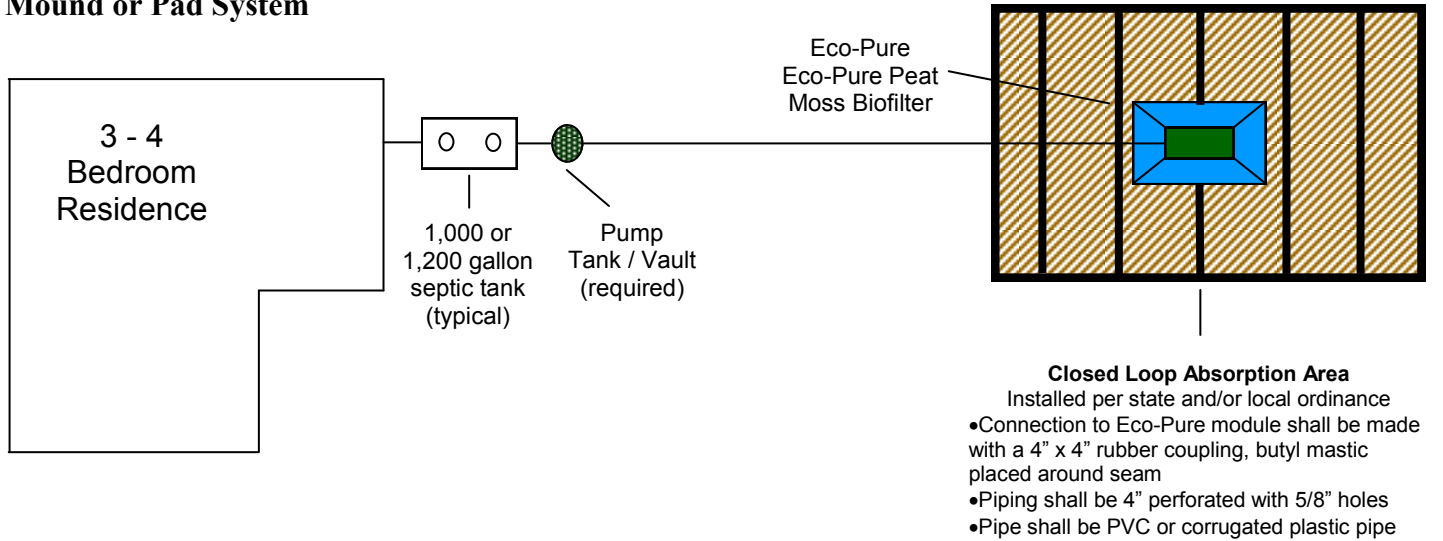 Mound or Pad System
Eco-Pure
Eco-Pure Peat
Moss Biofilter
3 - 4
Bedroom
Residence
1,000 or
1,200 gallon
septic tank
(typical)
Pump
Tank / Vault
(required)
Closed Loop Absorption Area
Installed per state and/or local ordinance
•Connection to Eco-Pure module shall be made
with a 4” x 4” rubber coupling, butyl mastic
placed around seam
•Piping shall be 4” perforated with 5/8” holes
•Pipe shall be PVC or corrugated plastic pipe